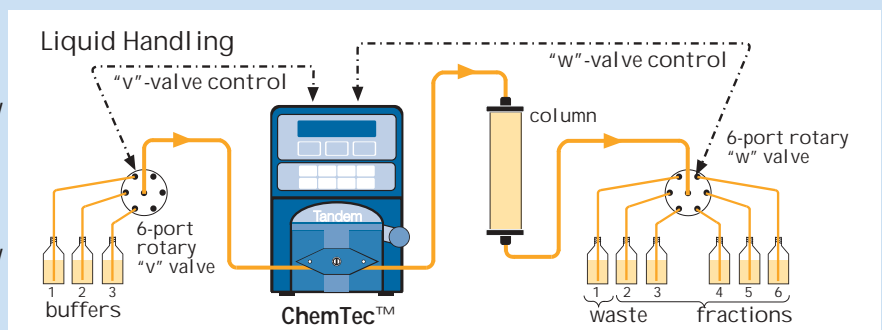 Liquid Handling
"v"-valve control
"w"-valve control
column
6-port rotary
"w" valve
Tandem
6-port
rotary
"v" valve
1 2 3
buffers
ChemTec™
1 2 3 4 5 6
waste fractions